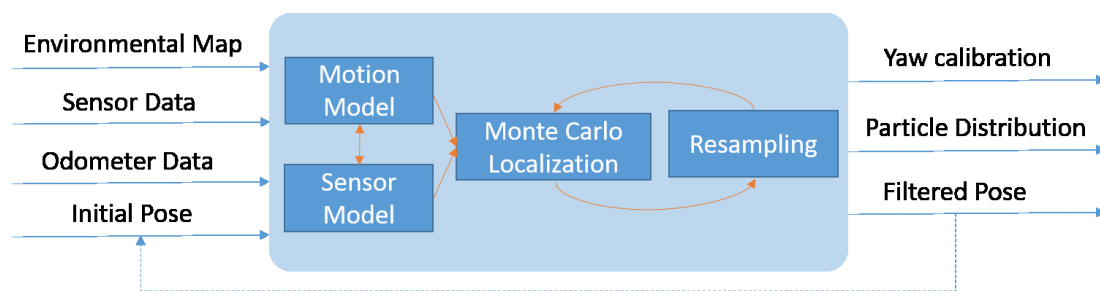 Environmental Map
Sensor Data
Odometer Data
Initial Pose
Motion
Model
Sensor
Model
Monte Carlo
Localization
Resampling
Yaw calibration
Particle Distribution
Filtered Pose